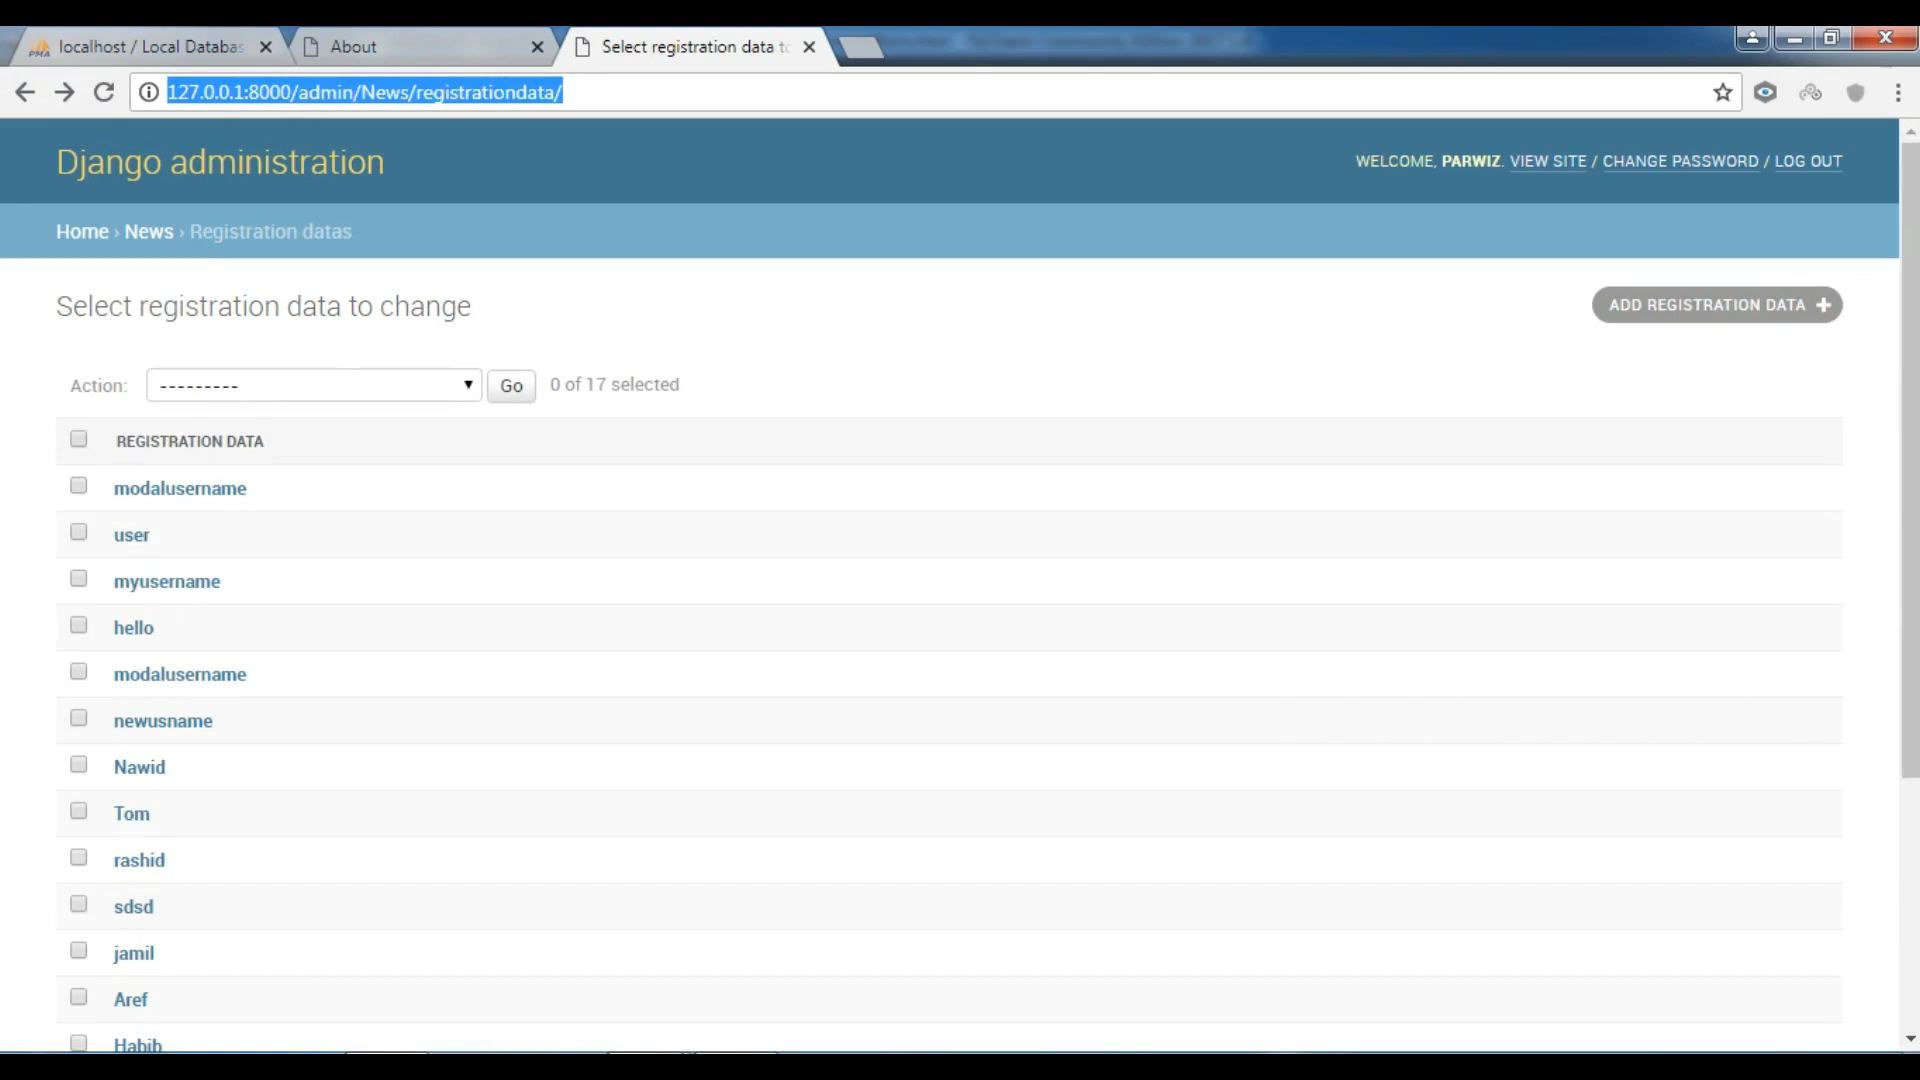 PMA localhost / Local Databas
About
Select registration data to
127.0.0.1:8000/admin/News/registrationdata/
Django administration
WELCOME, PARWIZ. VIEW SITE / CHANGE PASSWORD / LOG OUT
Home › News › Registration datas
Select registration data to change
ADD REGISTRATION DATA +
Action: --------- Go 0 of 17 selected
REGISTRATION DATA
modalusername
user
myusername
hello
modalusername
newusname
Nawid
Tom
rashid
sdsd
jamil
Aref
Habib